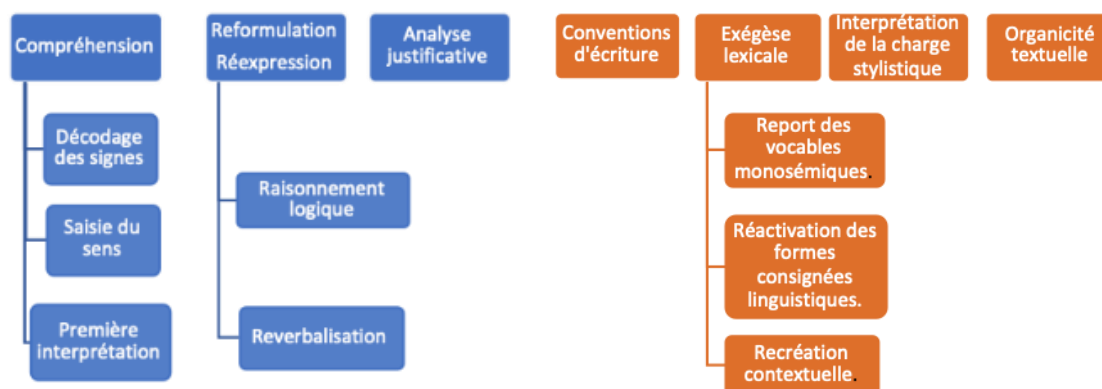 Compréhension
Décodage
des signes
Saisie du
sens
Première
interprétation
Reformulation
Réexpression
Raisonnement
logique
Reverbalisation
Analyse
justificative
Conventions
d'écriture
Exégèse
lexicale
Report des
vocables
monosémiques.
Réactivation des
formes
consignées
linguistiques.
Recréation
contextuelle.
Interprétation
de la charge
stylistique
Organicité
textuelle